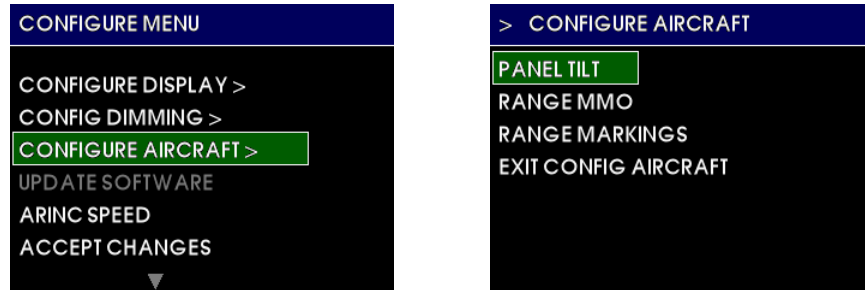 CONFIGURE MENU
CONFIGURE DISPLAY >
CONFIG DIMMING >
CONFIGURE AIRCRAFT >
UPDATE SOFTWARE
ARINC SPEED
ACCEPT CHANGES
> CONFIGURE AIRCRAFT
PANEL TILT
RANGE MMO
RANGE MARKINGS
EXIT CONFIG AIRCRAFT